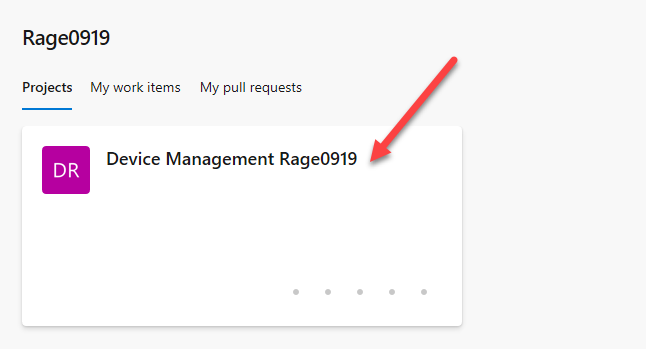 Rage0919
Projects My work items My pull requests
DR Device Management Rage0919